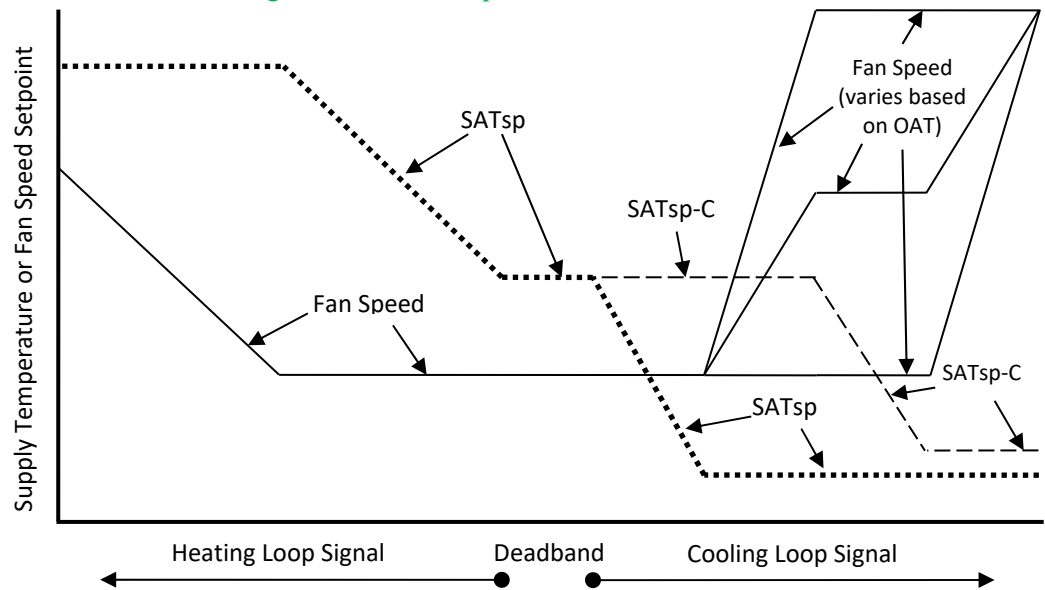 Supply Temperature or Fan Speed Setpoint
SATsp
Fan Speed
(varies based
on OAT)
SATsp-C
Fan Speed
SATsp-C
SATsp
Heating Loop Signal
Deadband
Cooling Loop Signal